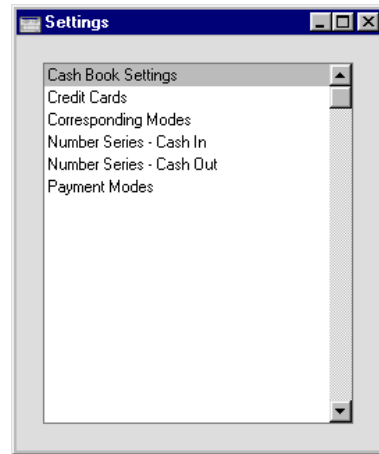 Settings
Cash Book Settings
Credit Cards
Corresponding Modes
Number Series - Cash In
Number Series - Cash Out
Payment Modes